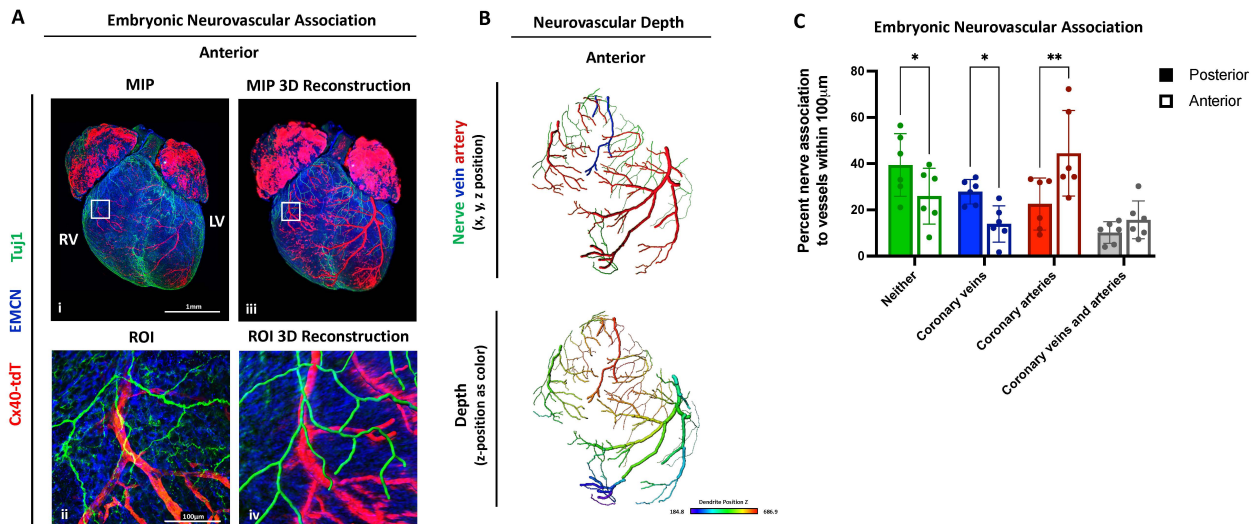 A
Embryonic Neurovascular Association
Anterior
MIP
MIP 3D Reconstruction
Cx40-tdT EMCN Tuj1
RV
LV
i
1mm
iii
ROI
ROI 3D Reconstruction
ii
100μm
iv
B
Neurovascular Depth
Anterior
Nerve vein artery
(x, y, z position)
Depth
(z-position as color)
Dendrite Position Z
184.8
686.9
C
Embryonic Neurovascular Association
Percent nerve association
to vessels within 100μm
80
60
40
20
0
*
*
**
Posterior
Anterior
Neither
Coronary veins
Coronary arteries
Coronary veins and arteries